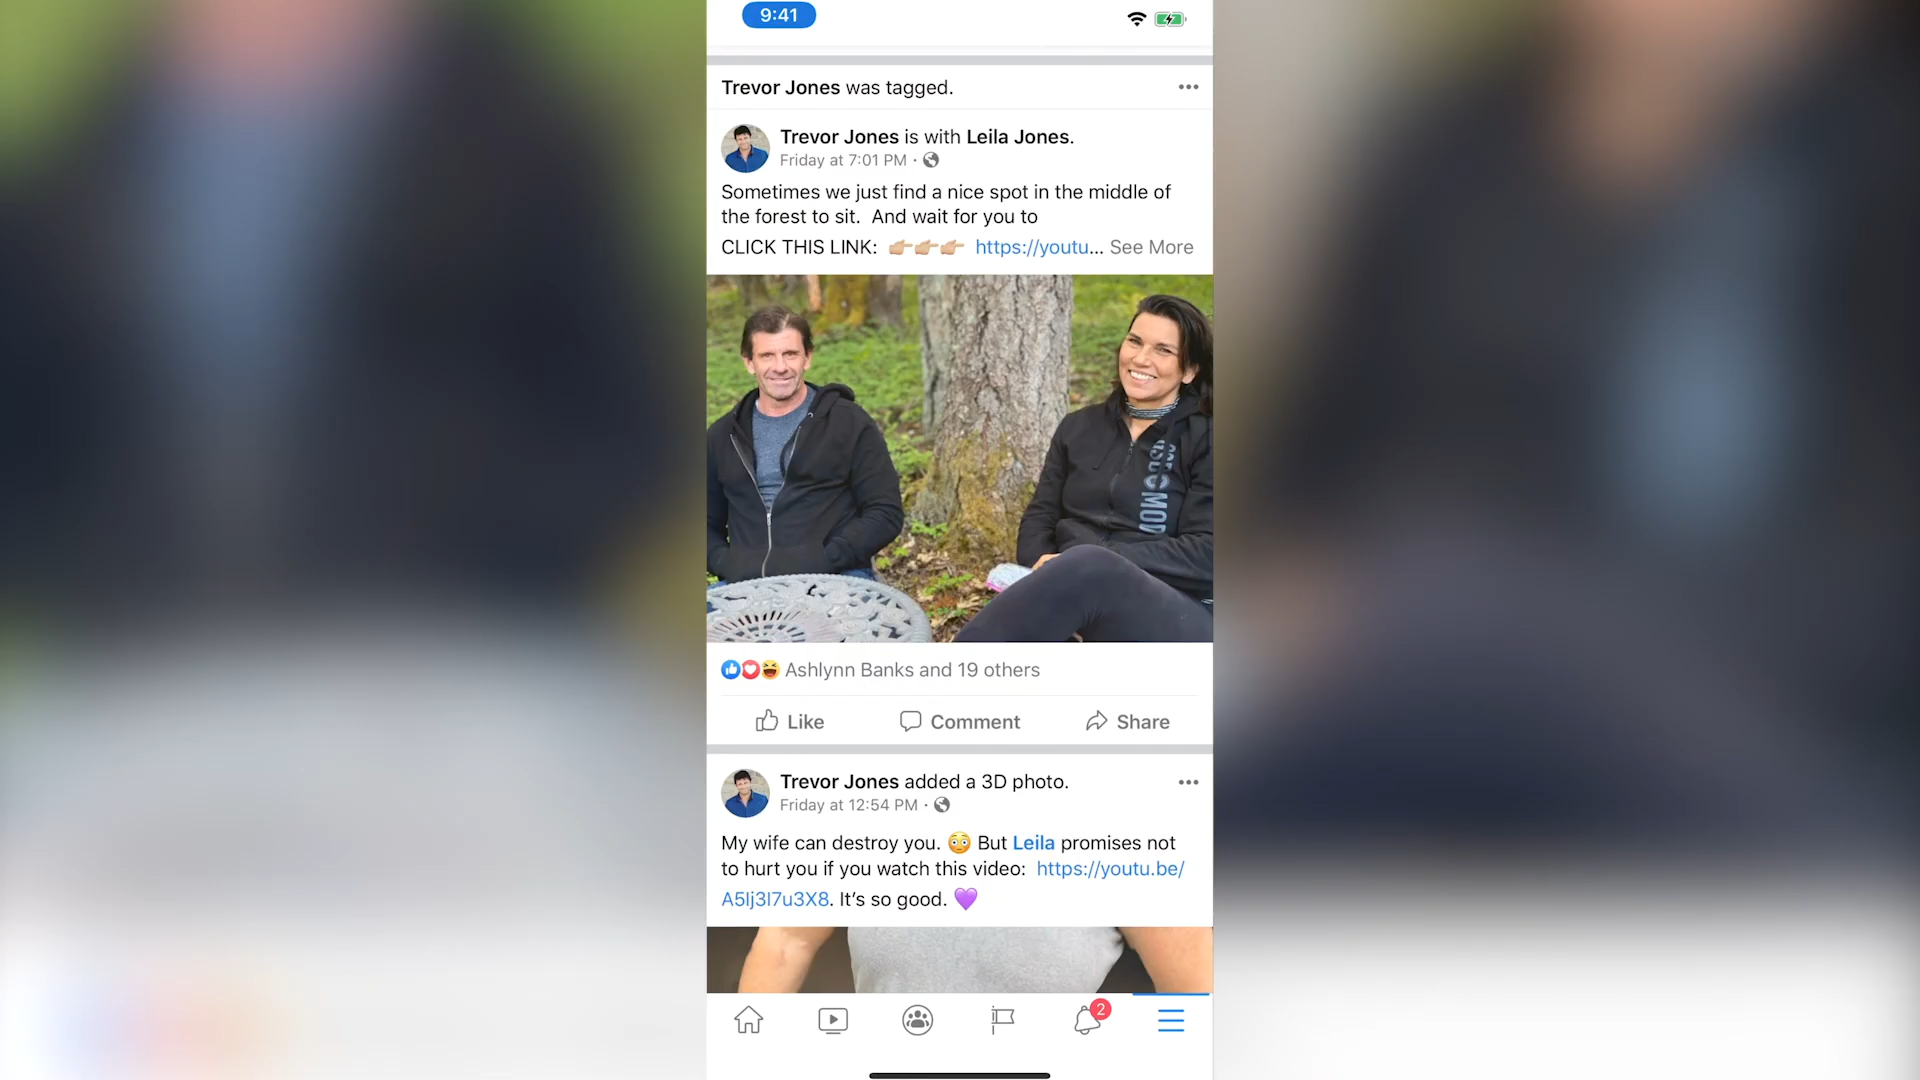 9:41
Trevor Jones was tagged.
Trevor Jones is with Leila Jones.
Friday at 7:01 PM ·
Sometimes we just find a nice spot in the middle of
the forest to sit. And wait for you to
CLICK THIS LINK: 👉🏼👉🏼👉🏼 https://youtu... See More
Ashlynn Banks and 19 others
Like Comment Share
Trevor Jones added a 3D photo.
Friday at 12:54 PM ·
My wife can destroy you. 😳 But Leila promises not
to hurt you if you watch this video: https://youtu.be/
A5lj3l7u3X8. It’s so good. 💜
2